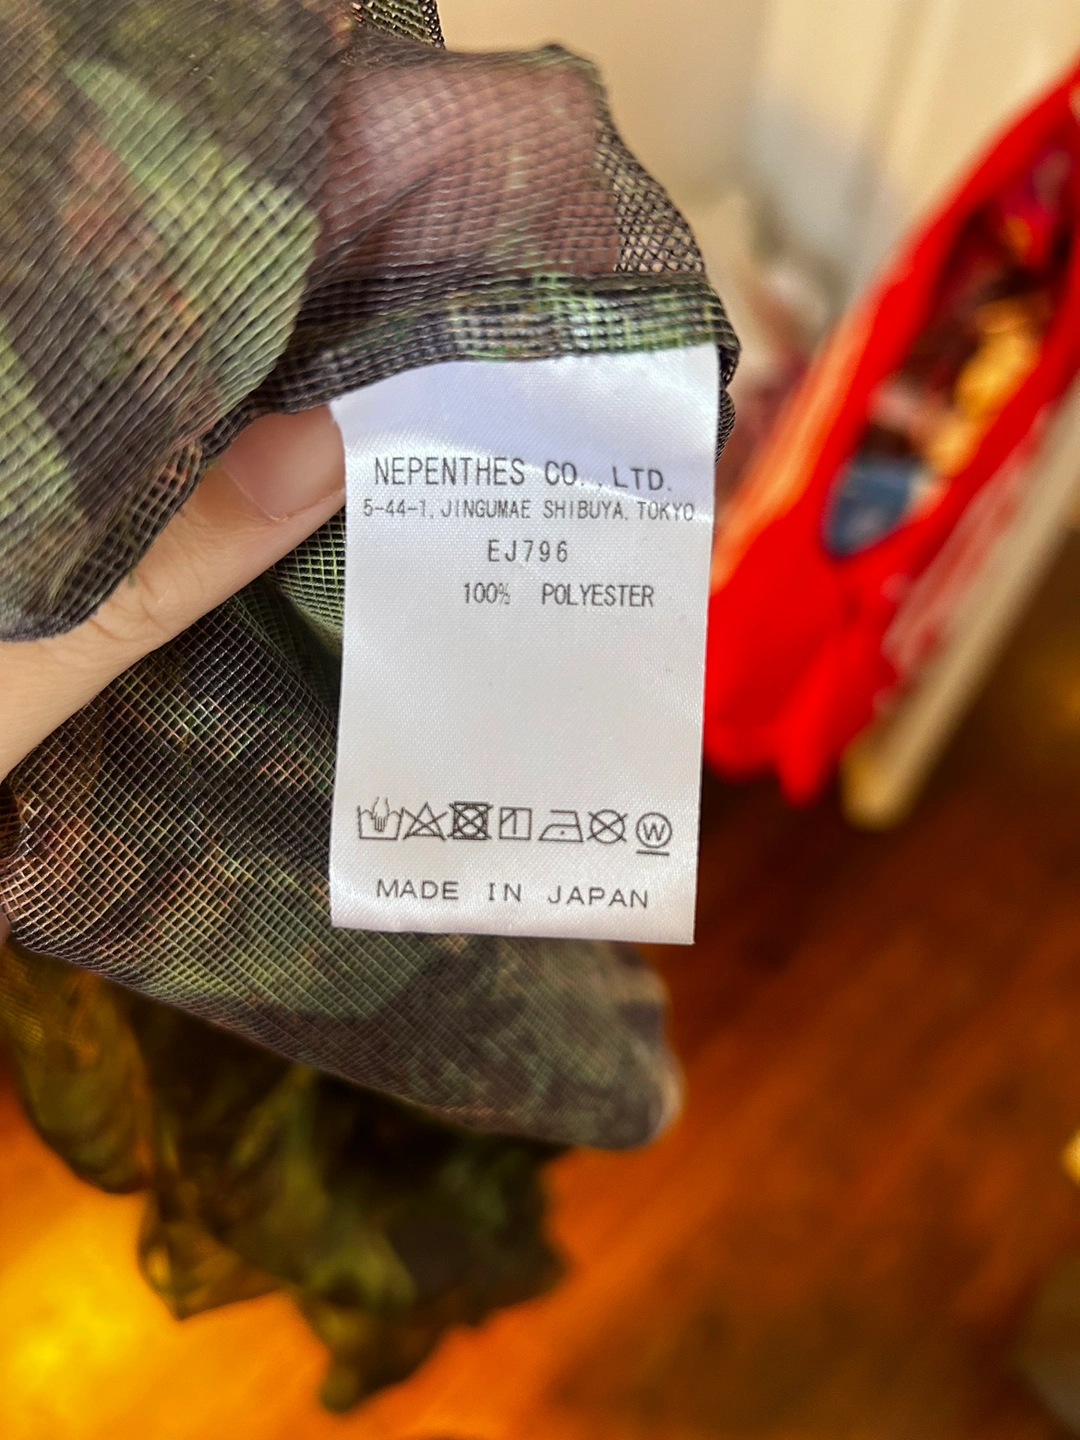 NEPENTHES CO., LTD.
5-44-1, JINGUMAE SHIBUYA, TOKYO
EJ796
100% POLYESTER
W
MADE IN JAPAN